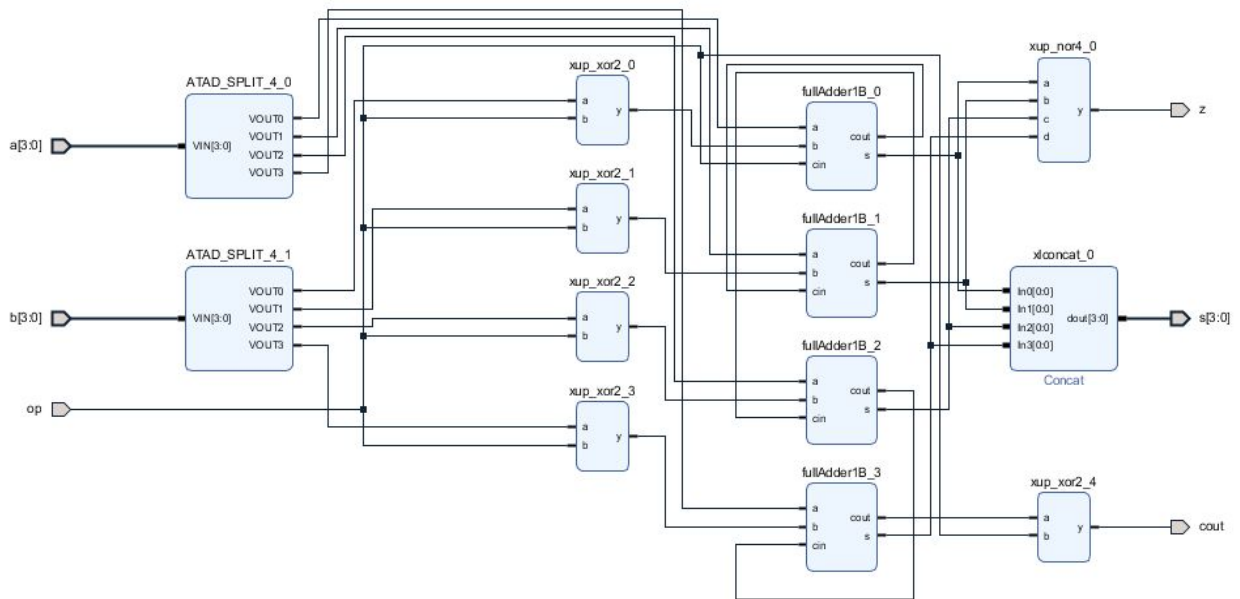 ATAD_SPLIT_4_0
a[3:0]
VIN[3:0]
VOUT0
VOUT1
VOUT2
VOUT3
ATAD_SPLIT_4_1
b[3:0]
VIN[3:0]
VOUT0
VOUT1
VOUT2
VOUT3
op
xup_xor2_0
a
b
y
xup_xor2_1
a
b
y
xup_xor2_2
a
b
y
xup_xor2_3
a
b
y
fullAdder1B_0
a
b
cin
cout
s
fullAdder1B_1
a
b
cin
cout
s
fullAdder1B_2
a
b
cin
cout
s
fullAdder1B_3
a
b
cin
cout
s
xup_nor4_0
a
b
c
d
y
z
xlconcat_0
In0[0:0]
In1[0:0]
In2[0:0]
In3[0:0]
dout[3:0]
s[3:0]
Concat
xup_xor2_4
a
b
y
cout